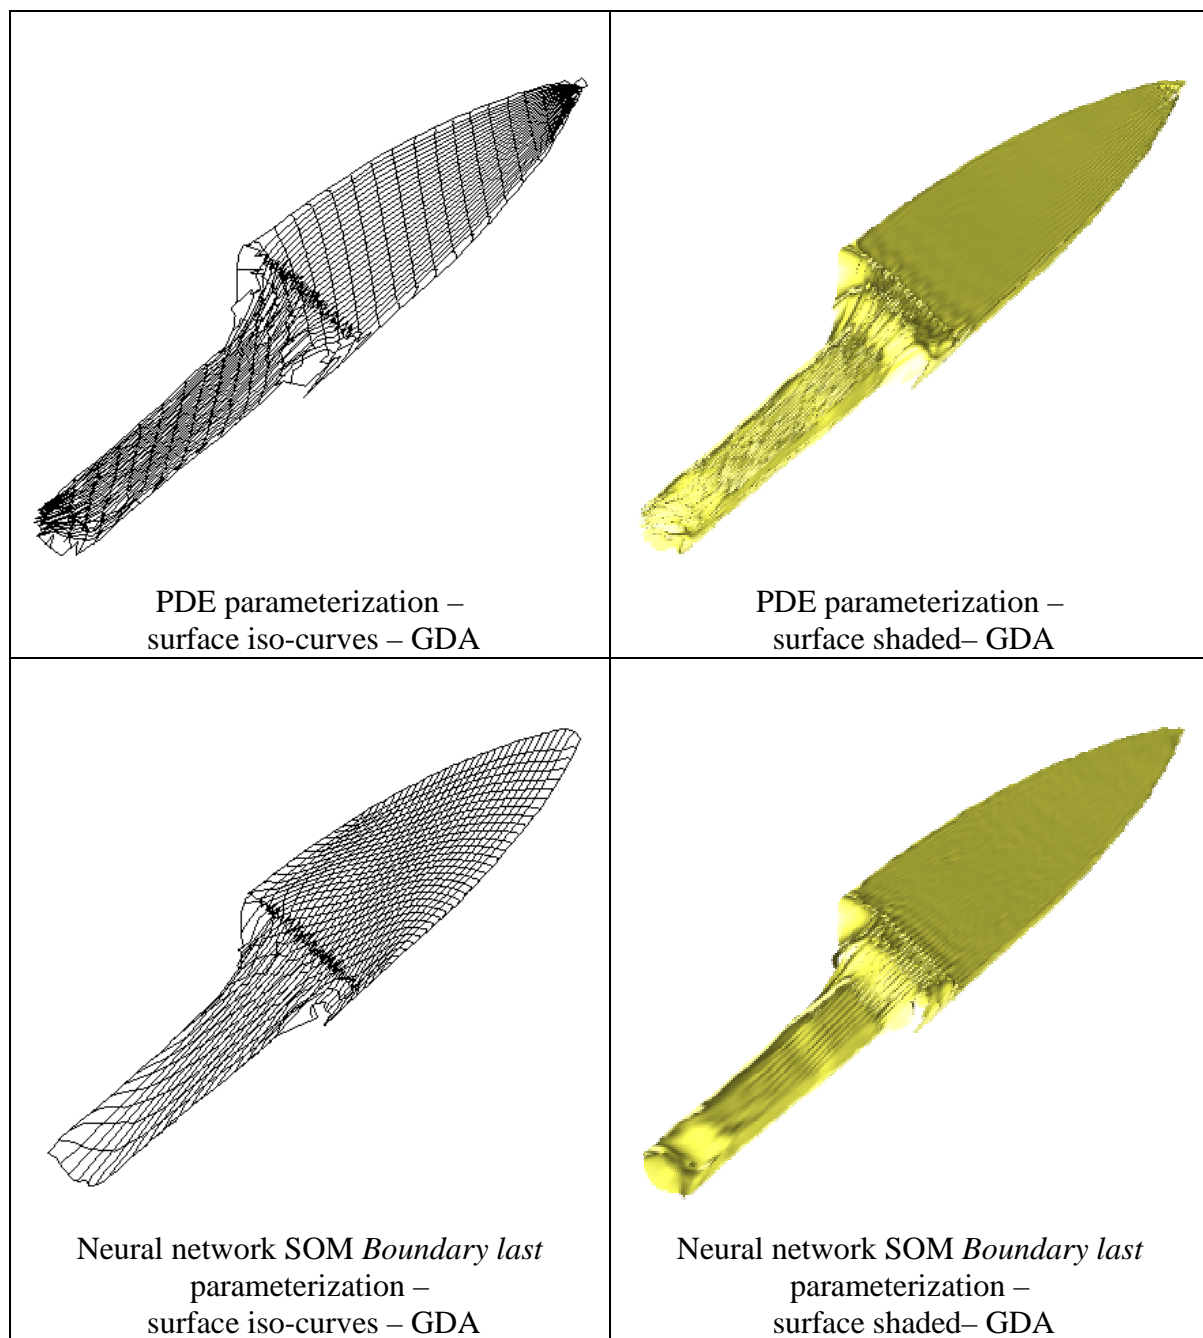 PDE parameterization –
surface iso-curves – GDA
PDE parameterization –
surface shaded– GDA
Neural network SOM Boundary last
parameterization –
surface iso-curves – GDA
Neural network SOM Boundary last
parameterization –
surface shaded– GDA